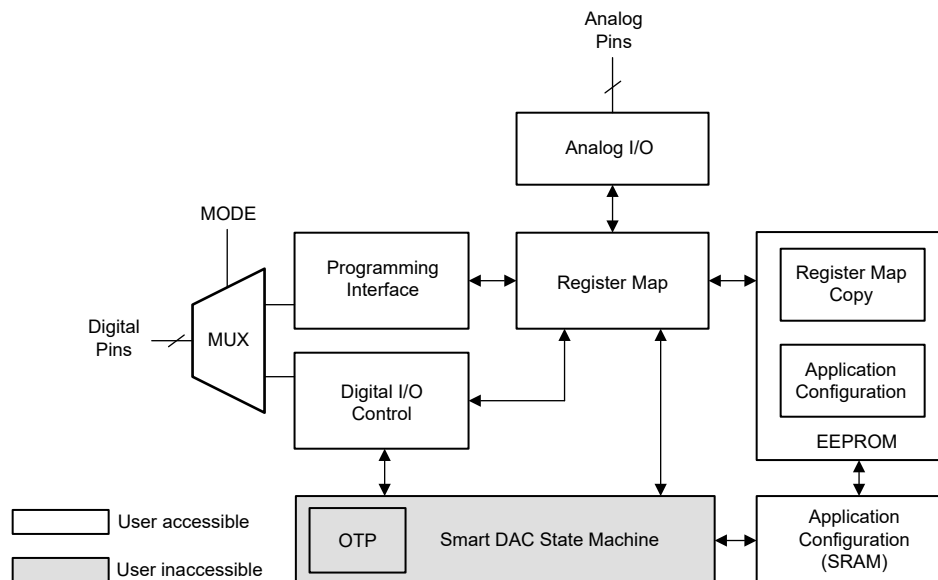 Analog
Pins
Analog I/O
MODE
Programming
Interface
Register Map
Register Map
Copy
Digital
Pins
MUX
Digital I/O
Control
Application
Configuration
EEPROM
User accessible
OTP
Smart DAC State Machine
Application
Configuration
(SRAM)
User inaccessible